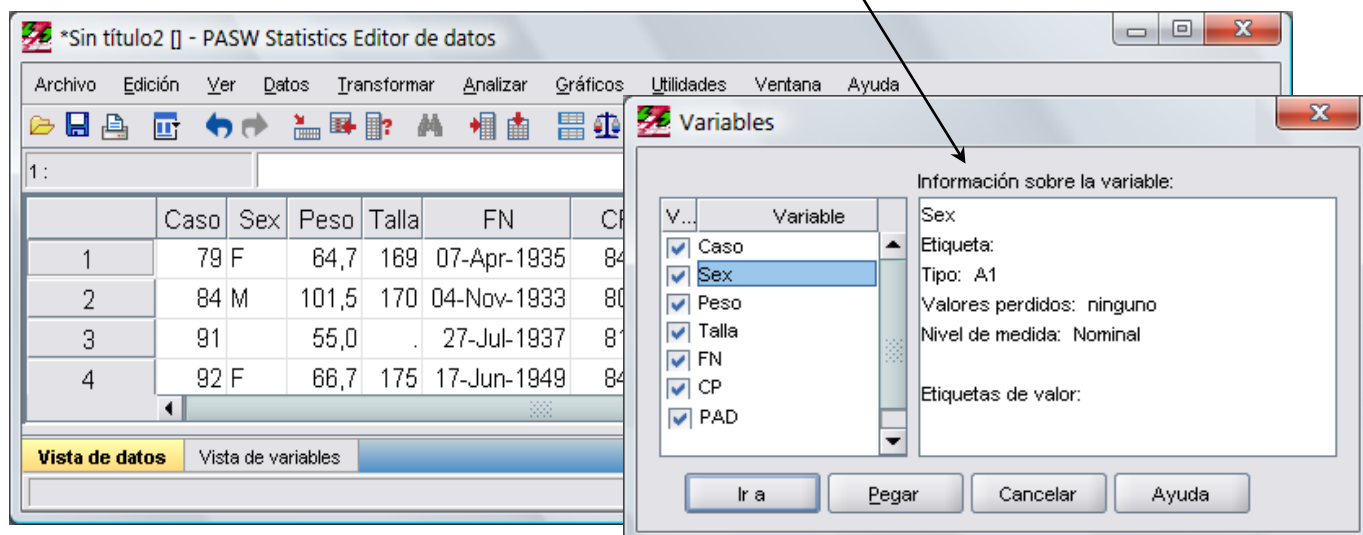 *Sin título2 [] - PASW Statistics Editor de datos
Archivo Edición Ver Datos Transformar Analizar Gráficos Utilidades Ventana Ayuda
1 :
Caso Sex Peso Talla FN
1 79 F 64,7 169 07-Apr-1935
2 84 M 101,5 170 04-Nov-1933
3 91 55,0 . 27-Jul-1937
4 92 F 66,7 175 17-Jun-1949
Vista de datos Vista de variables
Variables
Información sobre la variable:
V... Variable
Caso
Sex
Peso
Talla
FN
CP
PAD
Sex
Etiqueta:
Tipo: A1
Valores perdidos: ninguno
Nivel de medida: Nominal
Etiquetas de valor:
Ir a Pegar Cancelar Ayuda